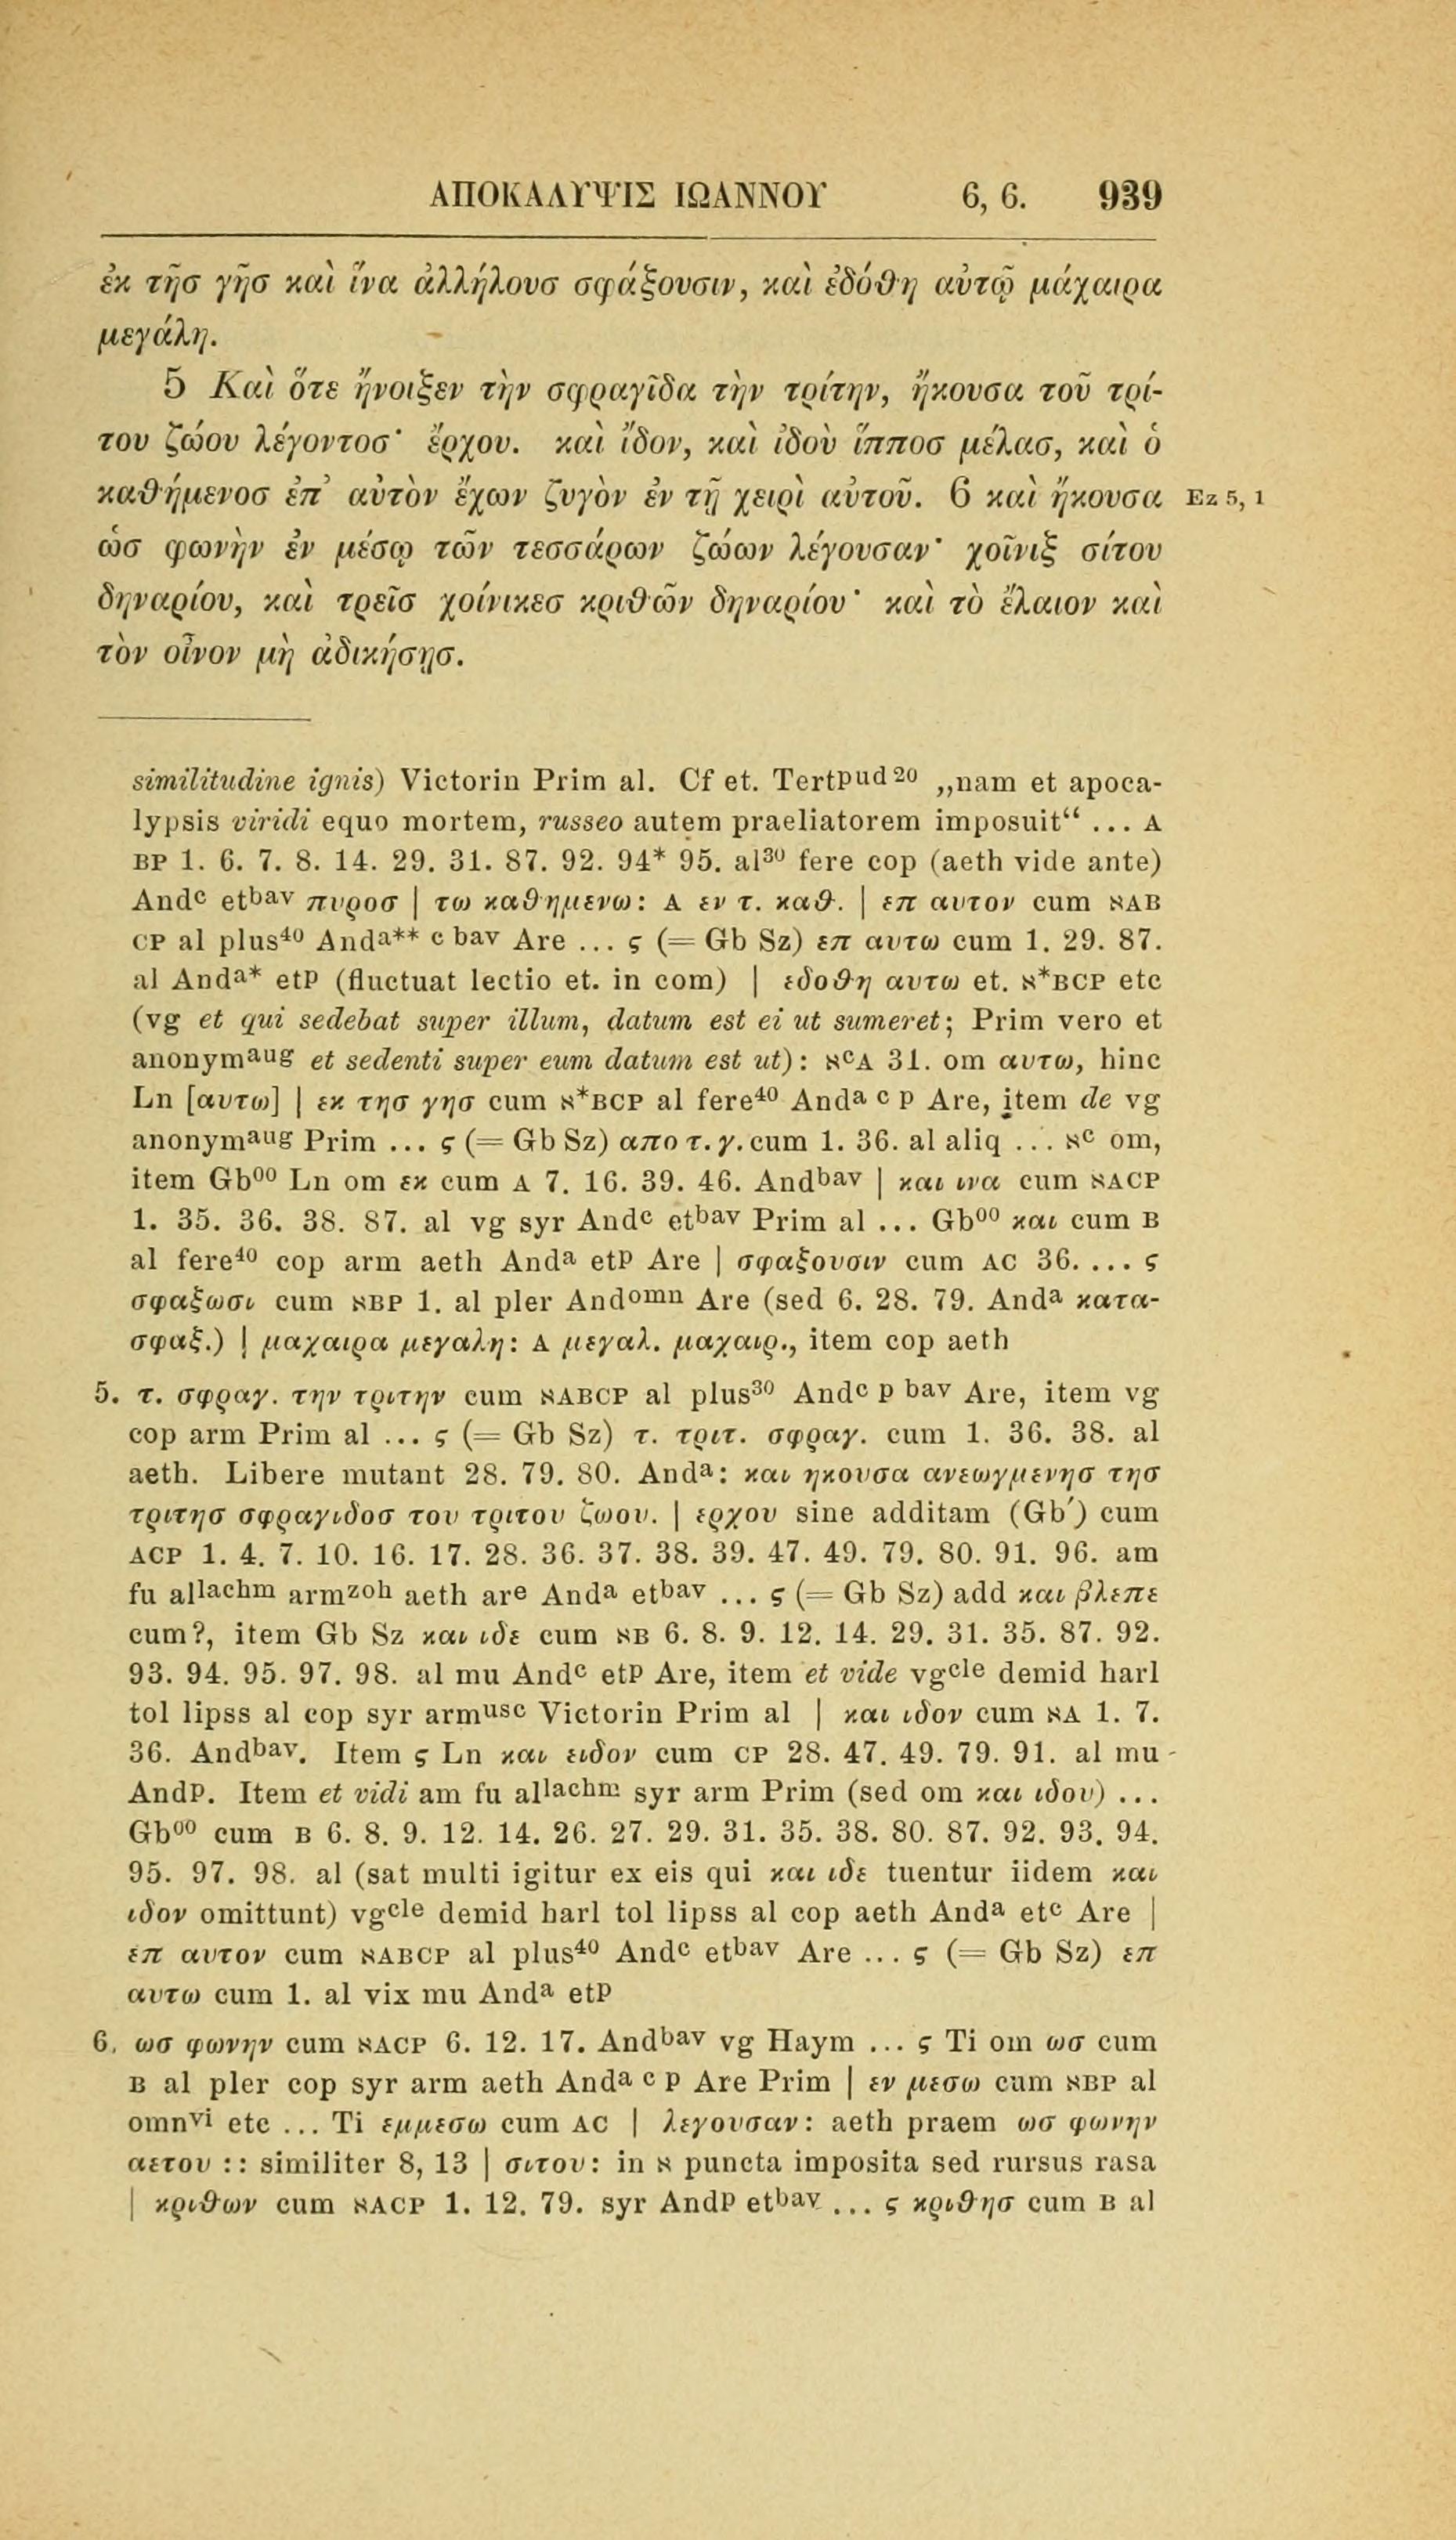 ΑΠΟΚΑΛΥΨΙΣ ΙΩΑΝΝΟΥ 6, 6. 939
ἐκ τῆσ γῆσ καὶ ἵνα ἀλλήλουσ σφάξουσιν, καὶ ἐδόθη αὐτῷ μάχαιρα
μεγάλη.
5 Καὶ ὅτε ἤνοιξεν τὴν σφραγῖδα τὴν τρίτην, ἤκουσα τοῦ τρί-
του ζώου λέγοντοσ· ἔρχου. καὶ ἴδον, καὶ ἰδοὺ ἵπποσ μέλασ, καὶ ὁ
καθήμενοσ ἐπ’ αὐτὸν ἔχων ζυγὸν ἐν τῇ χειρὶ αὐτοῦ. 6 καὶ ἤκουσα Ez 5, 1
ὡσ φωνὴν ἐν μέσῳ τῶν τεσσάρων ζώων λέγουσαν· χοῖνιξ σίτου
δηναρίου, καὶ τρεῖσ χοίνικεσ κριθῶν δηναρίου· καὶ τὸ ἔλαιον καὶ
τὸν οἶνον μὴ ἀδικήσῃσ.
similitudine ignis) Victorin Prim al. Cf et. Tertpud 20 „nam et apoca-
lypsis viridi equo mortem, russeo autem praeliatorem imposuit“ ... A
BP 1. 6. 7. 8. 14. 29. 31. 87. 92. 94* 95. al30 fere cop (aeth vide ante)
Andc etbav πυροσ | τω καθημενω: A εν τ. καθ. | επ αυτον cum אAB
CP al plus40 Anda** c bav Are ... ς (= Gb Sz) επ αυτω cum 1. 29. 87.
al Anda* etp (fluctuat lectio et. in com) | εδοθη αυτω et. א*BCP etc
(vg et qui sedebat super illum, datum est ei ut sumeret; Prim vero et
anonymaug et sedenti super eum datum est ut): אcA 31. om αυτω, hinc
Ln [αυτω] | εκ τησ γησ cum א*BCP al fere40 Anda c p Are, item de vg
anonymaug Prim ... ς (= Gb Sz) απο τ. γ. cum 1. 36. al aliq ... אc om,
item Gb00 Ln om εκ cum A 7. 16. 39. 46. Andbav | και ινα cum אACP
1. 35. 36. 38. 87. al vg syr Andc etbav Prim al ... Gb00 και cum B
al fere40 cop arm aeth Anda etp Are | σφαξουσιν cum AC 36. ... ς
σφαξωσι cum אBP 1. al pler Andomn Are (sed 6. 28. 79. Anda κατα-
σφαξ.) | μαχαιρα μεγαλη: A μεγαλ. μαχαιρ., item cop aeth
5. τ. σφραγ. την τριτην cum אABCP al plus30 Andc p bav Are, item vg
cop arm Prim al ... ς (= Gb Sz) τ. τριτ. σφραγ. cum 1. 36. 38. al
aeth. Libere mutant 28. 79. 80. Anda: και ηκουσα ανεωγμενησ τησ
τριτησ σφραγιδοσ του τριτου ζωου. | ερχου sine additam (Gb′) cum
ACP 1. 4. 7. 10. 16. 17. 28. 36. 37. 38. 39. 47. 49. 79. 80. 91. 96. am
fu allachm armzoh aeth are Anda etbav ... ς (= Gb Sz) add και βλεπε
cum?, item Gb Sz και ιδε cum אB 6. 8. 9. 12. 14. 29. 31. 35. 87. 92.
93. 94. 95. 97. 98. al mu Andc etp Are, item et vide vgcle demid harl
tol lipss al cop syr armusc Victorin Prim al | και ιδον cum אA 1. 7.
36. Andbav. Item ς Ln και ειδον cum CP 28. 47. 49. 79. 91. al mu
Andp. Item et vidi am fu allachm syr arm Prim (sed om και ιδου) ...
Gb00 cum B 6. 8. 9. 12. 14. 26. 27. 29. 31. 35. 38. 80. 87. 92. 93. 94.
95. 97. 98. al (sat multi igitur ex eis qui και ιδε tuentur iidem και
ιδον omittunt) vgcle demid harl tol lipss al cop aeth Anda etc Are |
επ αυτον cum אABCP al plus40 Andc etbav Are ... ς (= Gb Sz) επ
αυτω cum 1. al vix mu Anda etp
6. ωσ φωνην cum אACP 6. 12. 17. Andbav vg Haym ... ς Ti om ωσ cum
B al pler cop syr arm aeth Anda c p Are Prim | εν μεσω cum אBP al
omnvi etc ... Ti εμμεσω cum AC | λεγουσαν: aeth praem ωσ φωνην
αετου :: similiter 8, 13 | σιτου: in א puncta imposita sed rursus rasa
| κριθων cum אACP 1. 12. 79. syr Andp etbav ... ς κριθησ cum B al